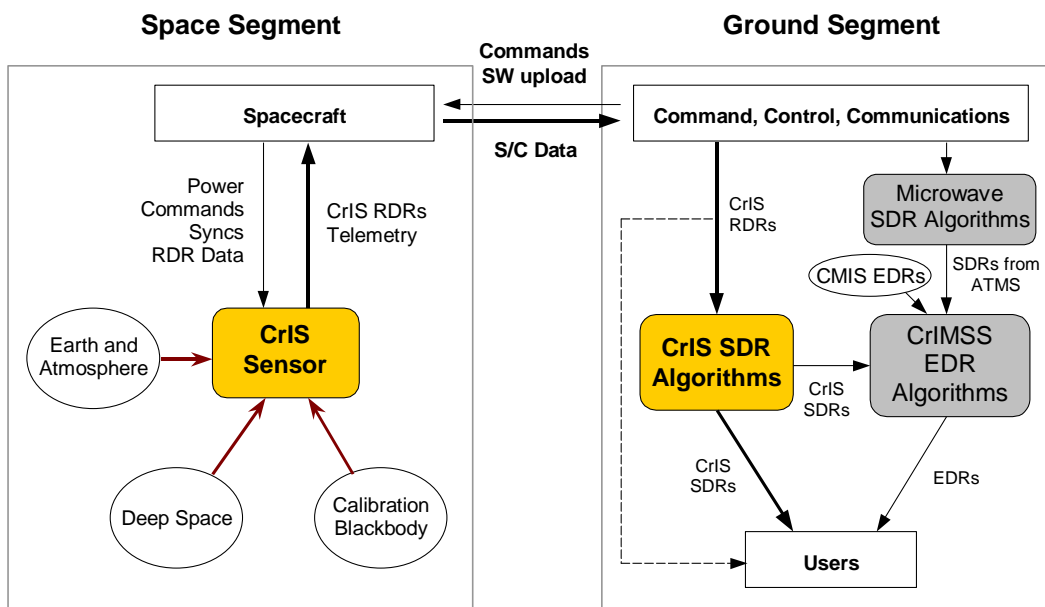 Space Segment
Ground Segment
Commands
SW upload
Spacecraft
Command, Control, Communications
S/C Data
Power
Commands
Syncs
RDR Data
CrIS RDRs
Telemetry
CrIS
RDRs
Microwave
SDR Algorithms
CMIS EDRs
SDRs from
ATMS
Earth and
Atmosphere
CrIS
Sensor
CrIS SDR
Algorithms
CrIS
SDRs
CrIMSS
EDR
Algorithms
Deep Space
Calibration
Blackbody
CrIS
SDRs
EDRs
Users